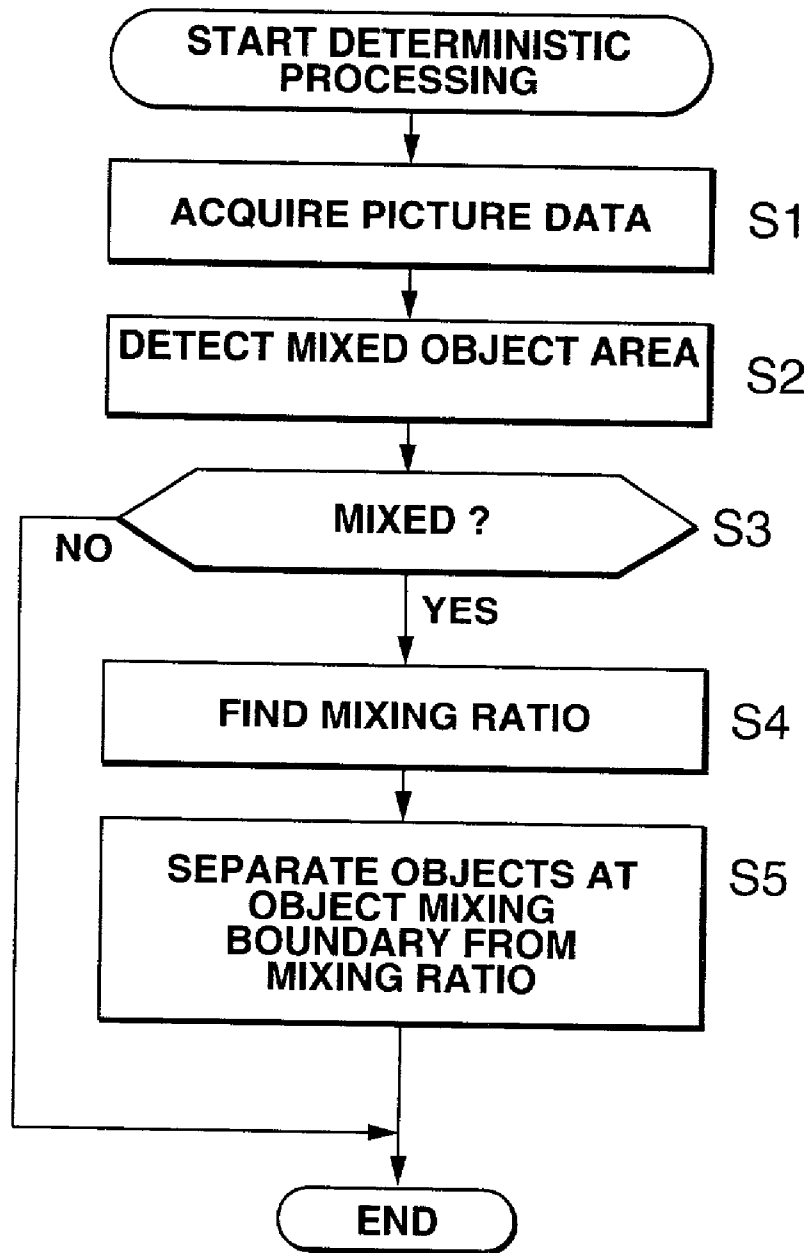 START DETERMINISTIC
PROCESSING
ACQUIRE PICTURE DATA
S1
DETECT MIXED OBJECT AREA
S2
MIXED ?
S3
NO
YES
FIND MIXING RATIO
S4
SEPARATE OBJECTS AT
OBJECT MIXING
BOUNDARY FROM
MIXING RATIO
S5
END